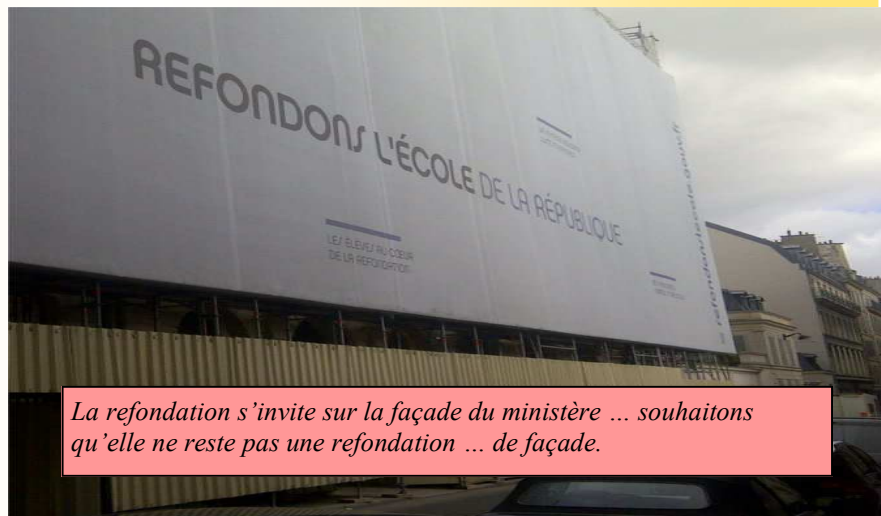 REFONDONS L'ÉCOLE DE LA RÉPUBLIQUE
LES ÉLÈVES AU CŒUR
DE LA REFONDATION
refondonslecole.gouv.fr
La refondation s’invite sur la façade du ministère … souhaitons
qu’elle ne reste pas une refondation … de façade.